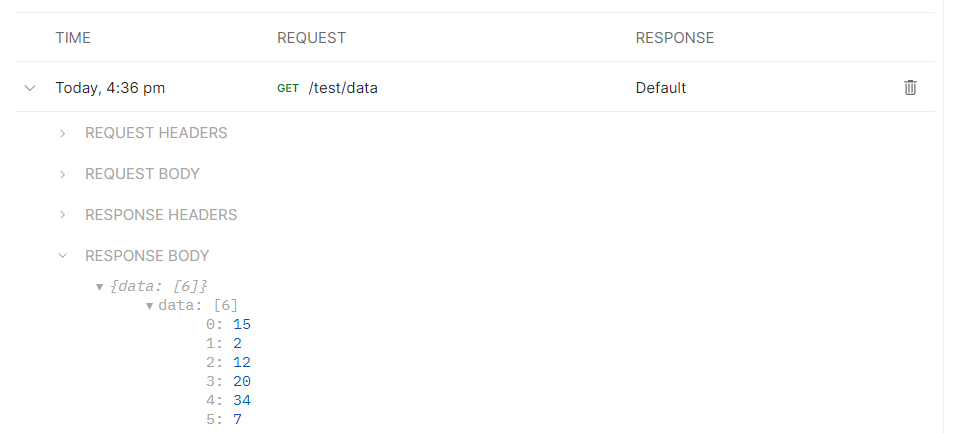 TIME REQUEST RESPONSE
Today, 4:36 pm GET /test/data Default
REQUEST HEADERS
REQUEST BODY
RESPONSE HEADERS
RESPONSE BODY
{data: [6]}
data: [6]
0: 15
1: 2
2: 12
3: 20
4: 34
5: 7